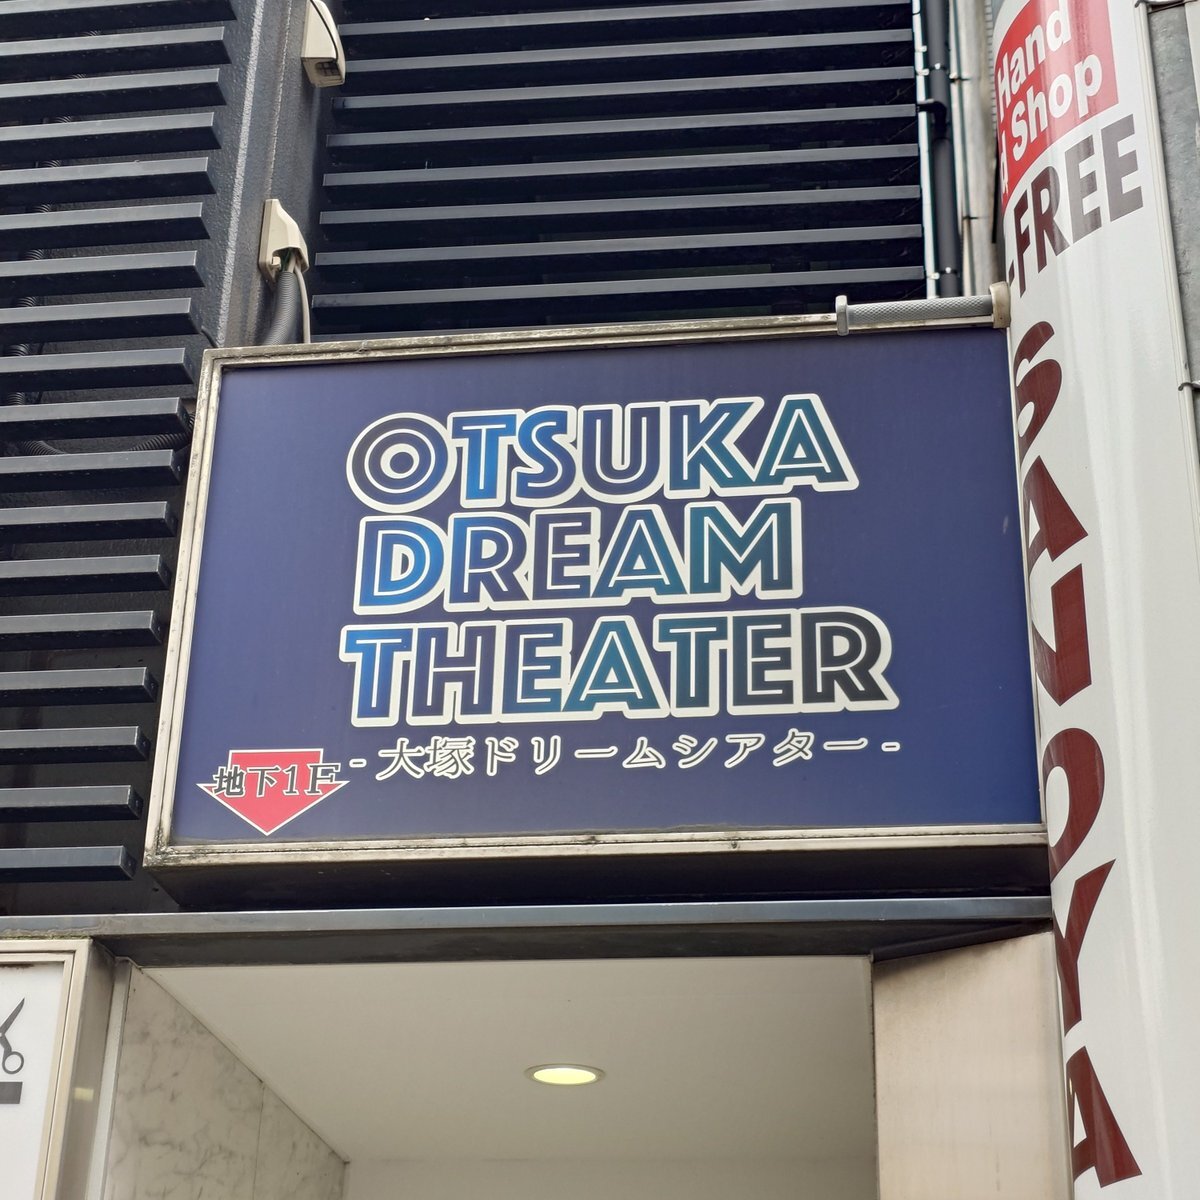 OTSUKA
DREAM
THEATER
- 大塚ドリームシアター -
地下1F
Hand
Shop
-FREE
SAVOYA